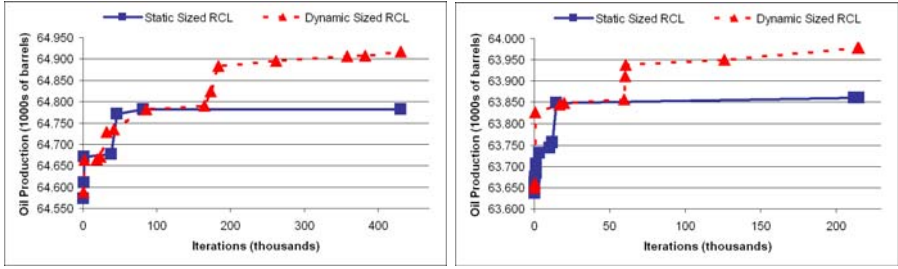 Static Sized RCL Dynamic Sized RCL
Oil Production (1000s of barrels)
64.950
64.900
64.850
64.800
64.750
64.700
64.650
64.600
64.550
0 100 200 300 400
Iterations (thousands)
Static Sized RCL Dynamic Sized RCL
Oil Production (1000s of barrels)
64.000
63.950
63.900
63.850
63.800
63.750
63.700
63.650
63.600
0 50 100 150 200
Iterations (thousands)